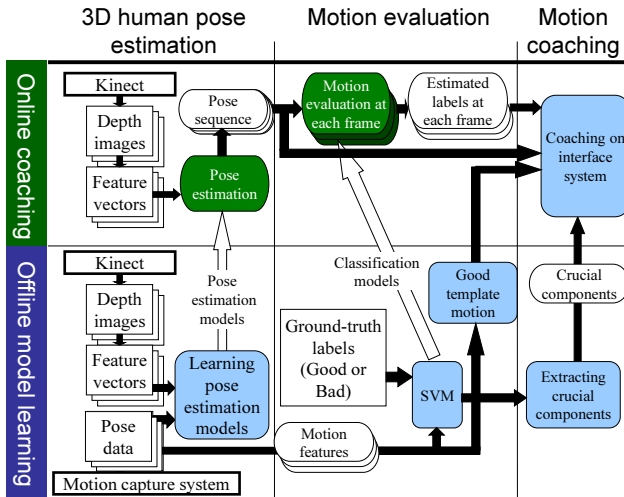 3D human pose
estimation
Motion evaluation
Motion
coaching
Online coaching
Kinect
Depth
images
Feature
vectors
Pose
sequence
Pose
estimation
Motion
evaluation at
each frame
Estimated
labels at
each frame
Coaching on
interface
system
Offline model learning
Kinect
Depth
images
Feature
vectors
Pose
data
Motion capture system
Pose
estimation
models
Learning
pose
estimation
models
Classification
models
Ground-truth
labels
(Good or
Bad)
Motion
features
SVM
Good
template
motion
Crucial
components
Extracting
crucial
components